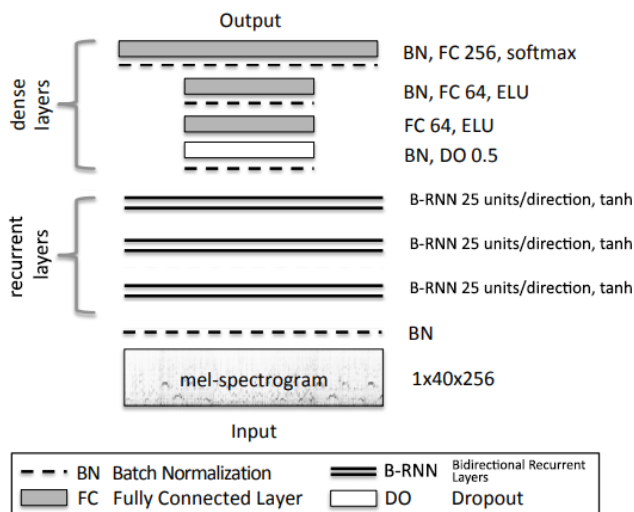 Output
dense layers
BN, FC 256, softmax
BN, FC 64, ELU
FC 64, ELU
BN, DO 0.5
recurrent layers
B-RNN 25 units/direction, tanh
B-RNN 25 units/direction, tanh
B-RNN 25 units/direction, tanh
BN
mel-spectrogram
1x40x256
Input
BN Batch Normalization
B-RNN Bidirectional Recurrent Layers
FC Fully Connected Layer
DO Dropout